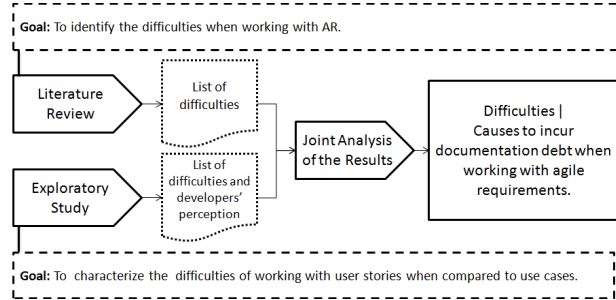 Goal: To identify the difficulties when working with AR.
Literature
Review
List of
difficulties
Exploratory
Study
List of
difficulties and
developers'
perception
Joint Analysis
of the Results
Difficulties |
Causes to incur
documentation debt when
working with agile
requirements.
Goal: To characterize the difficulties of working with user stories when compared to use cases.